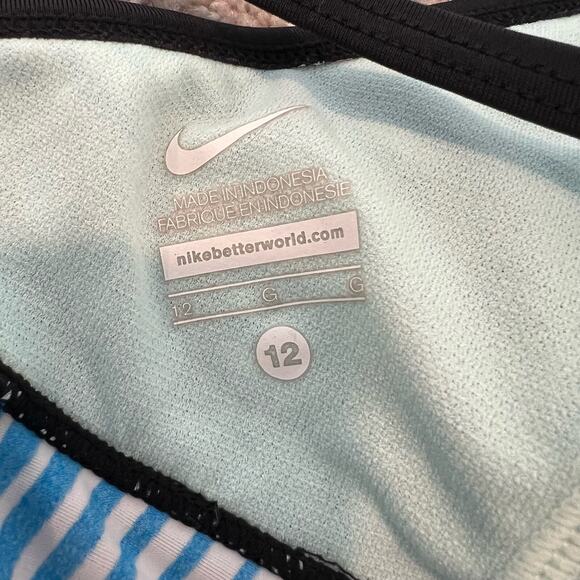 MADE IN INDONESIA
FABRIQUE EN INDONESIE
nikebetterworld.com
12 G G
12